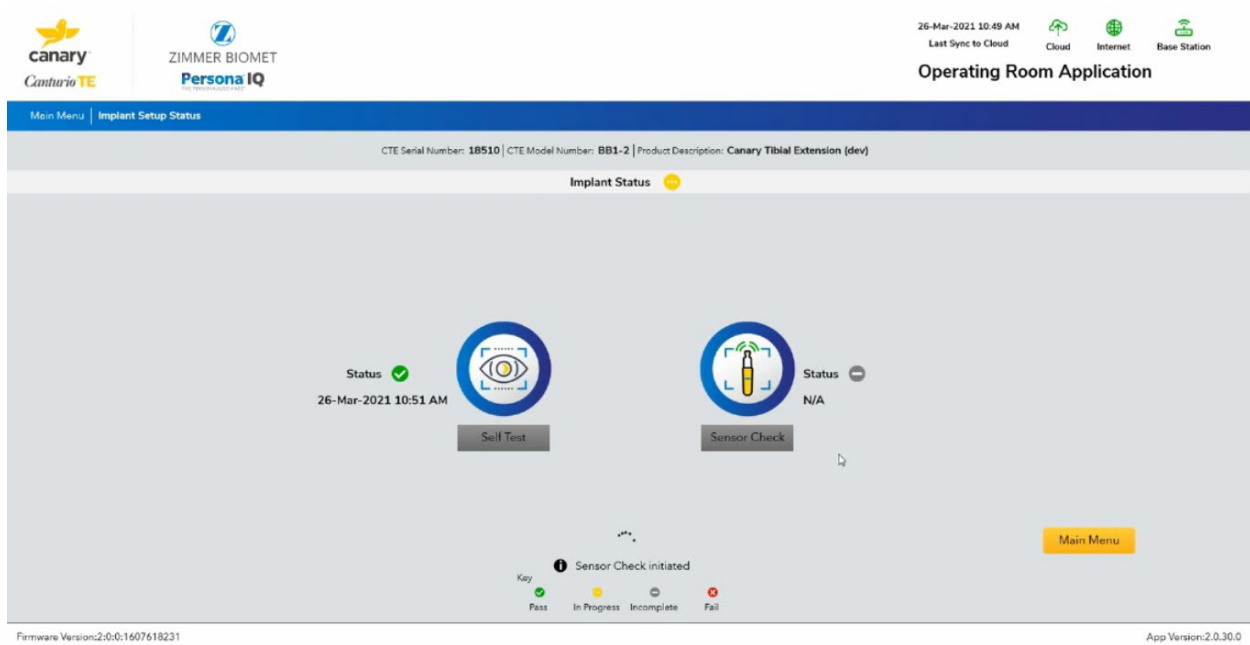 canary
Canturio TE
ZIMMER BIOMET
Persona IQ
26-Mar-2021 10:49 AM
Last Sync to Cloud
Cloud
Internet
Base Station
Operating Room Application
Main Menu | Implant Setup Status
CTE Serial Number: 18510 | CTE Model Number: BB1-2 | Product Description: Canary Tibial Extension (dev)
Implant Status
Status
26-Mar-2021 10:51 AM
Self Test
Sensor Check
Status
N/A
Main Menu
Sensor Check initiated
Key
Pass
In Progress
Incomplete
Fail
Firmware Version:2:0:0:1607618231
App Version:2.0.30.0